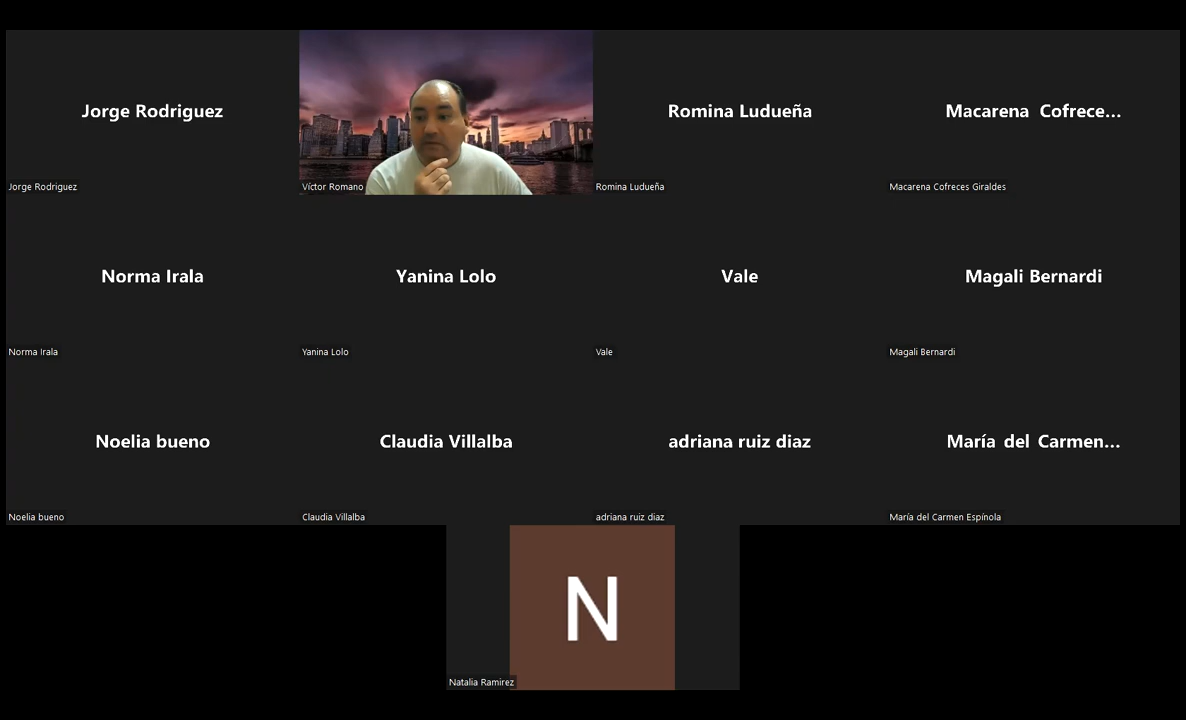 Jorge Rodriguez
Jorge Rodriguez
Víctor Romano
Romina Ludueña
Romina Ludueña
Macarena Cofrece...
Macarena Cofreces Giraldes
Norma Irala
Norma Irala
Yanina Lolo
Yanina Lolo
Vale
Vale
Magali Bernardi
Magali Bernardi
Noelia bueno
Noelia bueno
Claudia Villalba
Claudia Villalba
adriana ruiz diaz
adriana ruiz diaz
María del Carmen...
María del Carmen Espínola
N
Natalia Ramirez